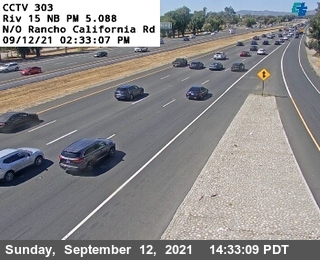 CCTV 303
Riv 15 NB PM 5.088
N/O Rancho California Rd
09/12/21 02:33:07 PM
Sunday, September 12, 2021 14:33:09 PDT